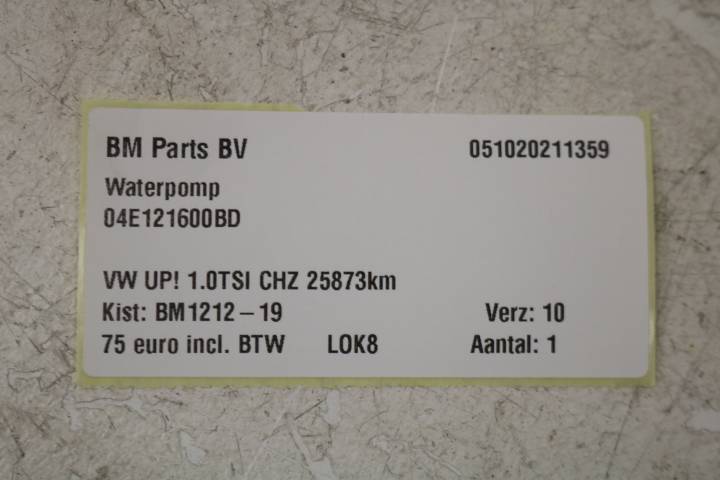 BM Parts BV 051020211359
Waterpomp
04E121600BD
VW UP! 1.0TSI CHZ 25873km
Kist: BM1212-19 Verz: 10
75 euro incl. BTW LOK8 Aantal: 1